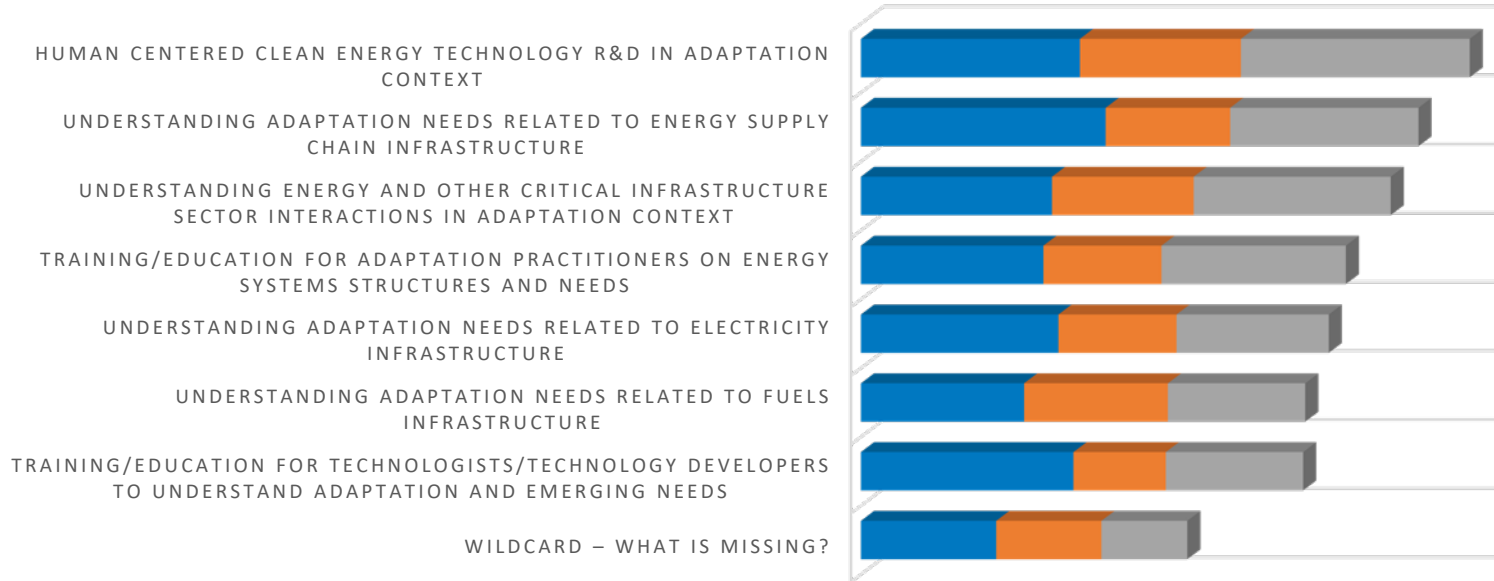 HUMAN CENTERED CLEAN ENERGY TECHNOLOGY R&D IN ADAPTATION
CONTEXT
UNDERSTANDING ADAPTATION NEEDS RELATED TO ENERGY SUPPLY
CHAIN INFRASTRUCTURE
UNDERSTANDING ENERGY AND OTHER CRITICAL INFRASTRUCTURE
SECTOR INTERACTIONS IN ADAPTATION CONTEXT
TRAINING/EDUCATION FOR ADAPTATION PRACTITIONERS ON ENERGY
SYSTEMS STRUCTURES AND NEEDS
UNDERSTANDING ADAPTATION NEEDS RELATED TO ELECTRICITY
INFRASTRUCTURE
UNDERSTANDING ADAPTATION NEEDS RELATED TO FUELS
INFRASTRUCTURE
TRAINING/EDUCATION FOR TECHNOLOGISTS/TECHNOLOGY DEVELOPERS
TO UNDERSTAND ADAPTATION AND EMERGING NEEDS
WILDCARD – WHAT IS MISSING?